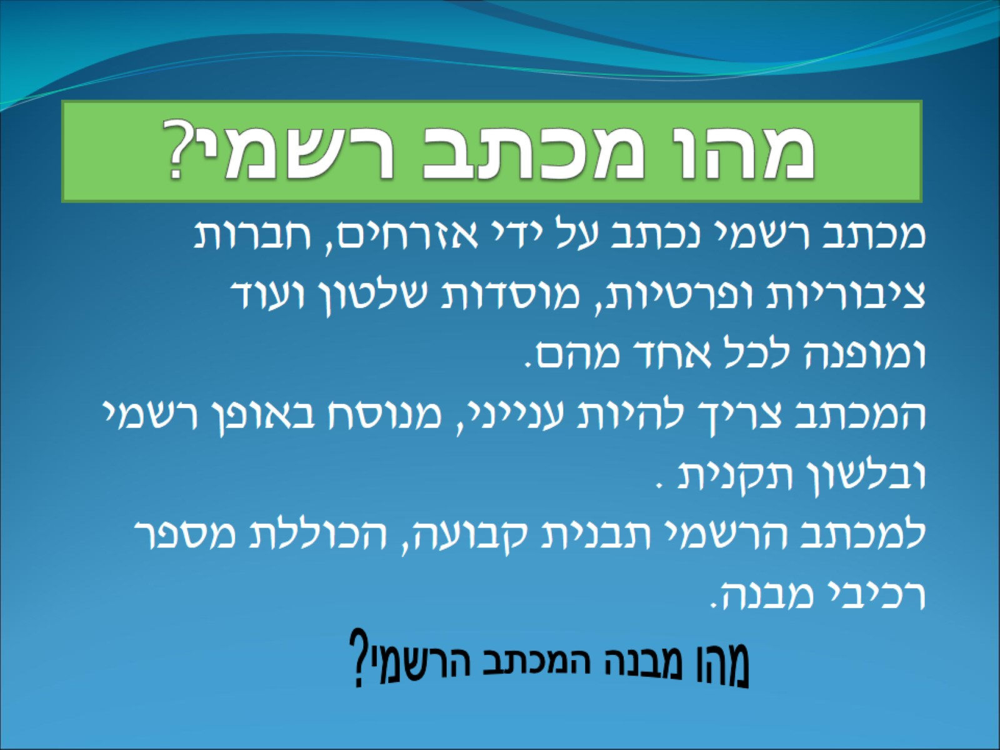 מהו מכתב רשמי?
מכתב רשמי נכתב על ידי אזרחים, חברות
ציבוריות ופרטיות, מוסדות שלטון ועוד
ומופנה לכל אחד מהם.
המכתב צריך להיות ענייני, מנוסח באופן רשמי
ובלשון תקנית .
למכתב הרשמי תבנית קבועה, הכוללת מספר
רכיבי מבנה.
מהו מבנה המכתב הרשמי?